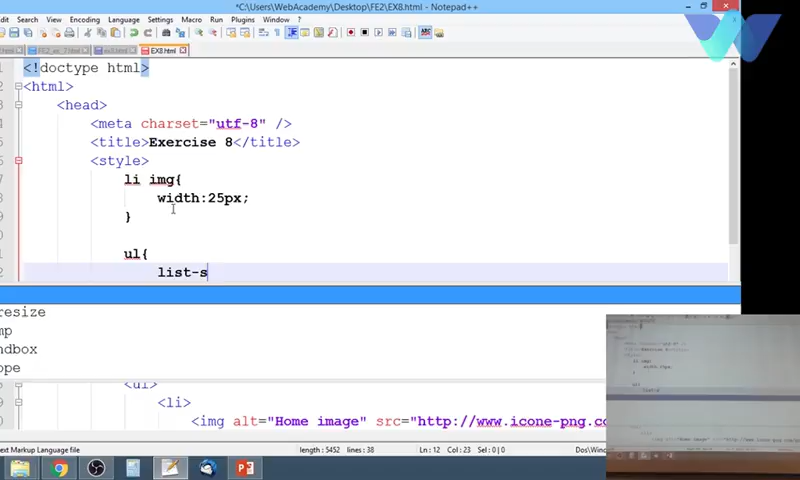 *C:\Users\WebAcademy\Desktop\FE2\EX8.html - Notepad++
Search View Encoding Language Settings Macro Run Plugins Window ?
EX8.html
<!doctype html>
<html>
<head>
<meta charset="utf-8" />
<title>Exercise 8</title>
<style>
li img{
width:25px;
}
ul{
list-s
resize
mp
ndbox
ope
<ul>
<li>
<img alt="Home image" src="http://www.icone-png.co
ext Markup Language file length : 5452 lines : 38 Ln : 12 Col : 23 Sel : 0 | 0 Dos\Win